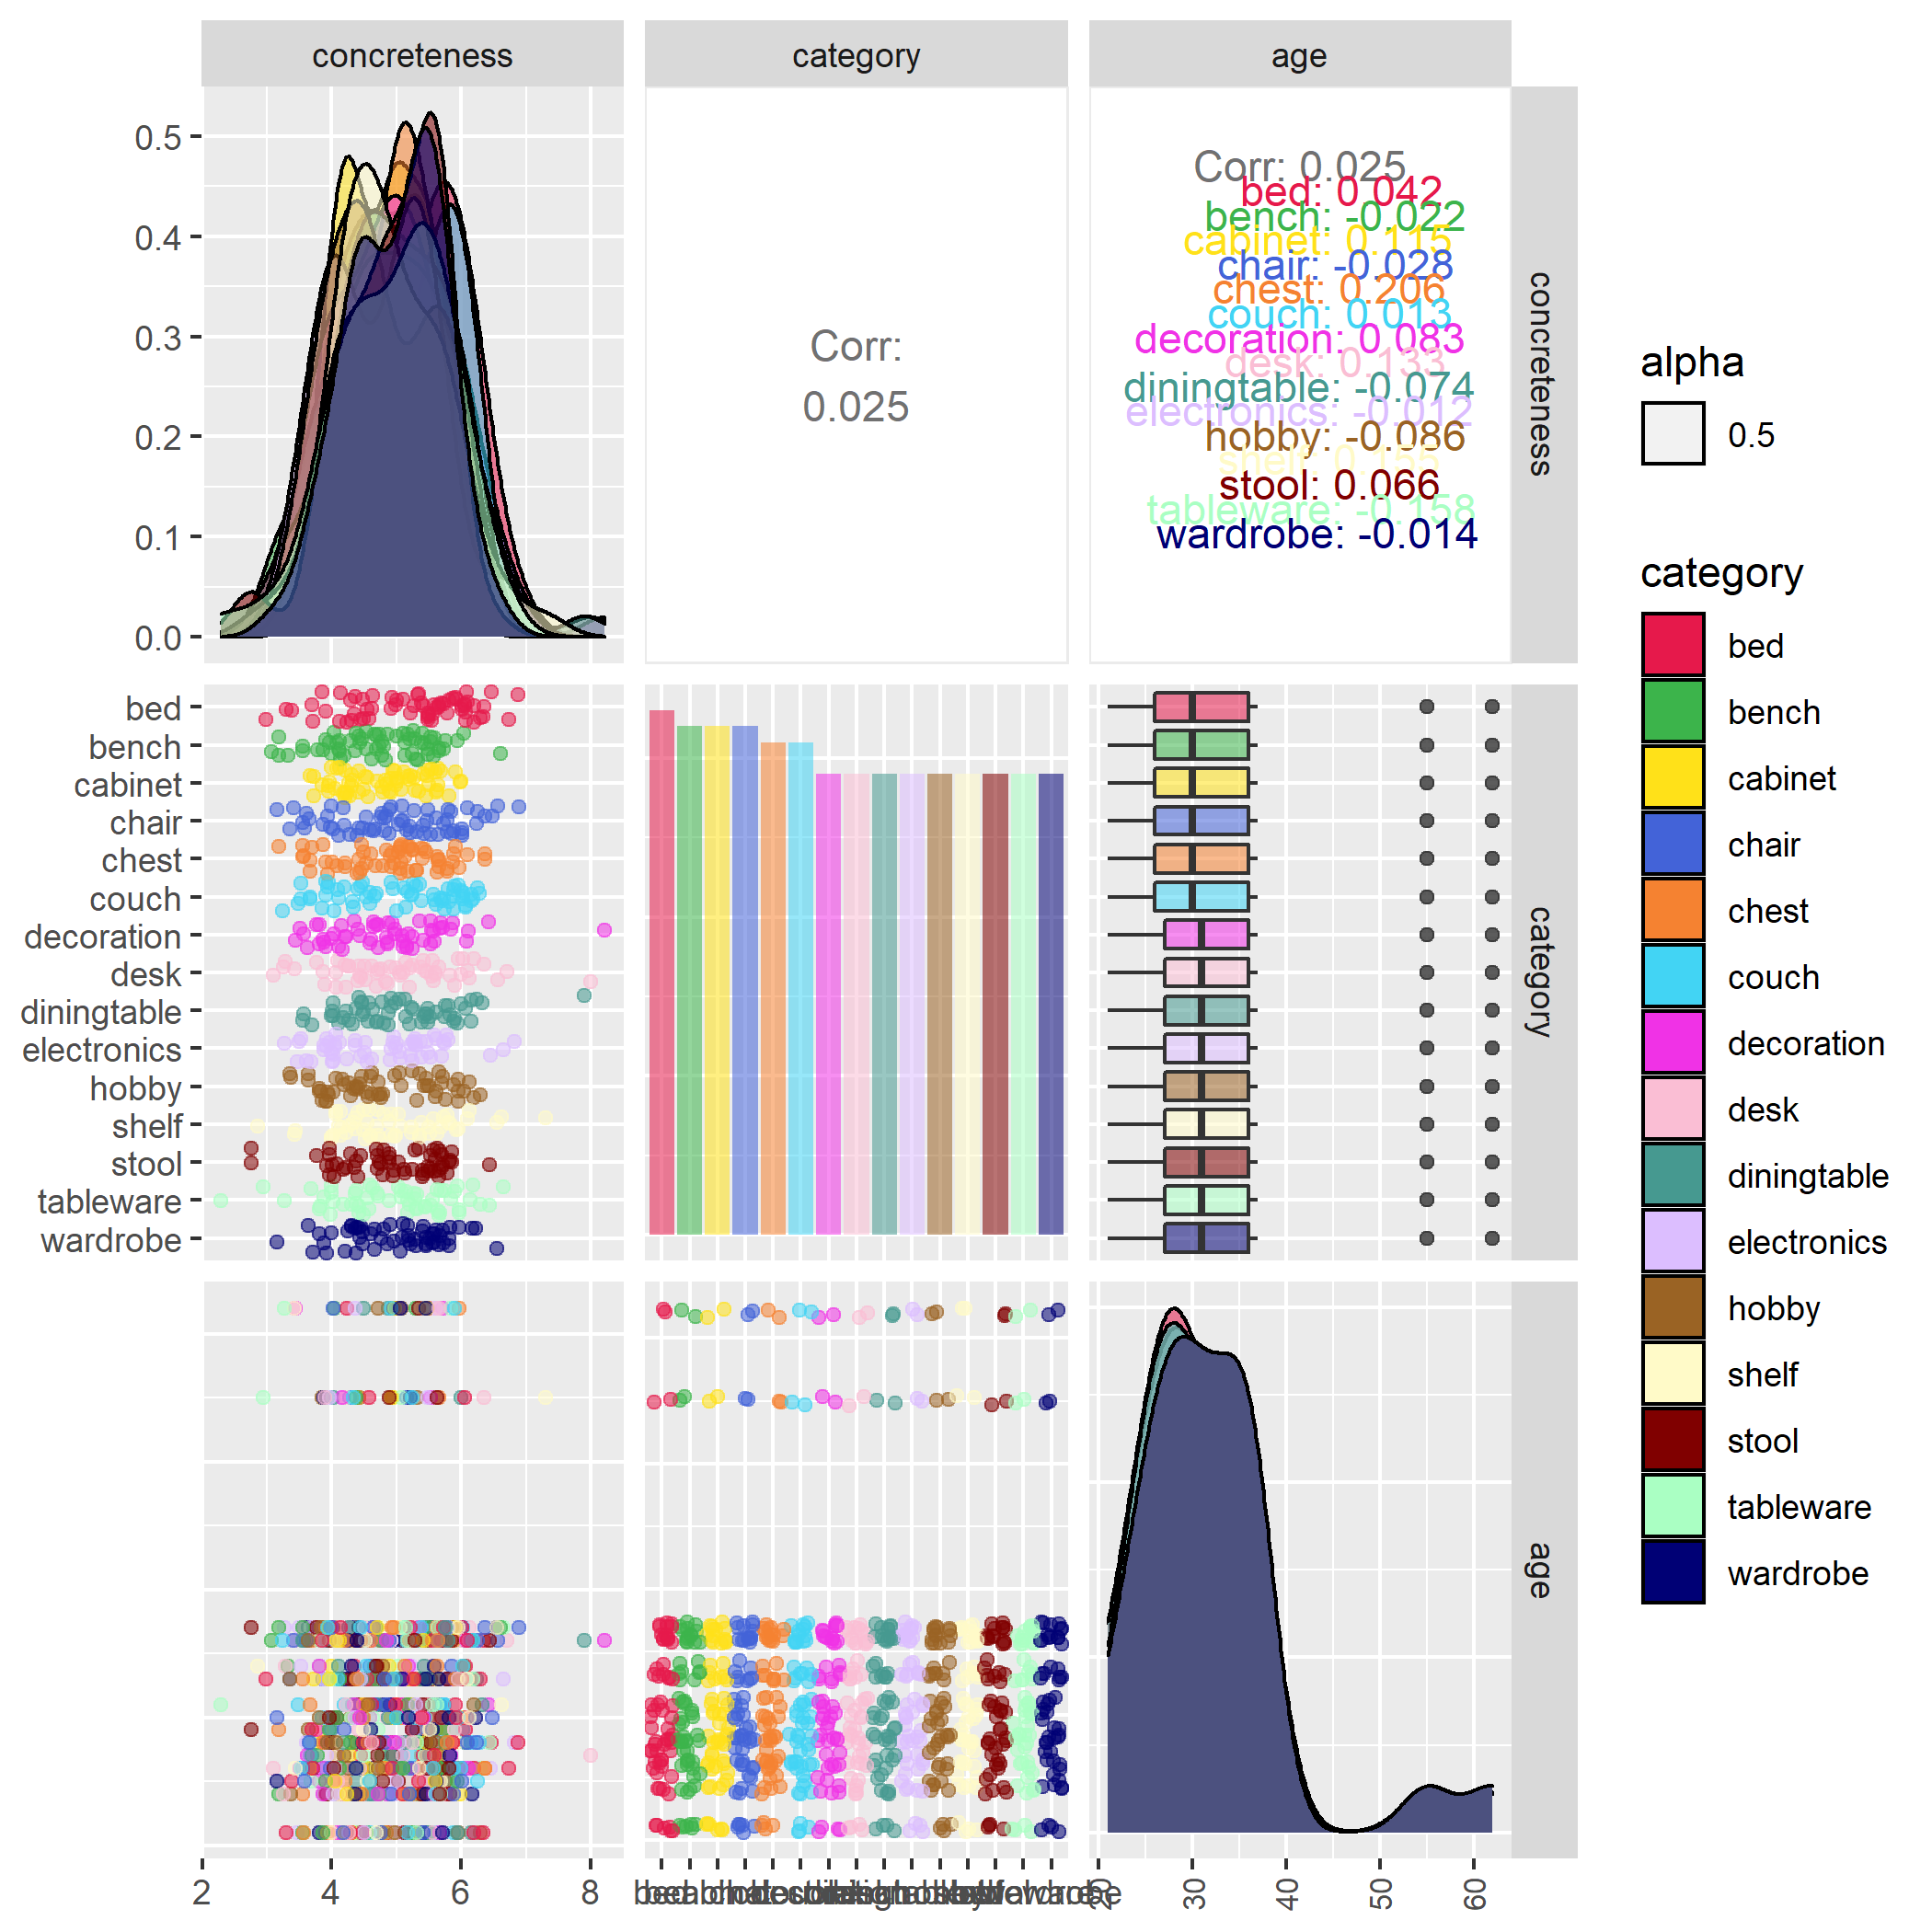 concreteness
category
age
0.5
0.4
0.3
0.2
0.1
0.0
Corr:
0.025
Corr: 0.025
bed: 0.042
bench: -0.022
cabinet: 0.115
chair: -0.028
chest: 0.206
couch: 0.013
decoration: 0.083
desk: 0.133
diningtable: -0.074
electronics: -0.012
hobby: -0.086
shelf: 0.155
stool: 0.066
tableware: -0.158
wardrobe: -0.014
concreteness
bed
bench
cabinet
chair
chest
couch
decoration
desk
diningtable
electronics
hobby
shelf
stool
tableware
wardrobe
category
age
2
4
6
8
20
30
40
50
60
alpha
0.5
category
bed
bench
cabinet
chair
chest
couch
decoration
desk
diningtable
electronics
hobby
shelf
stool
tableware
wardrobe